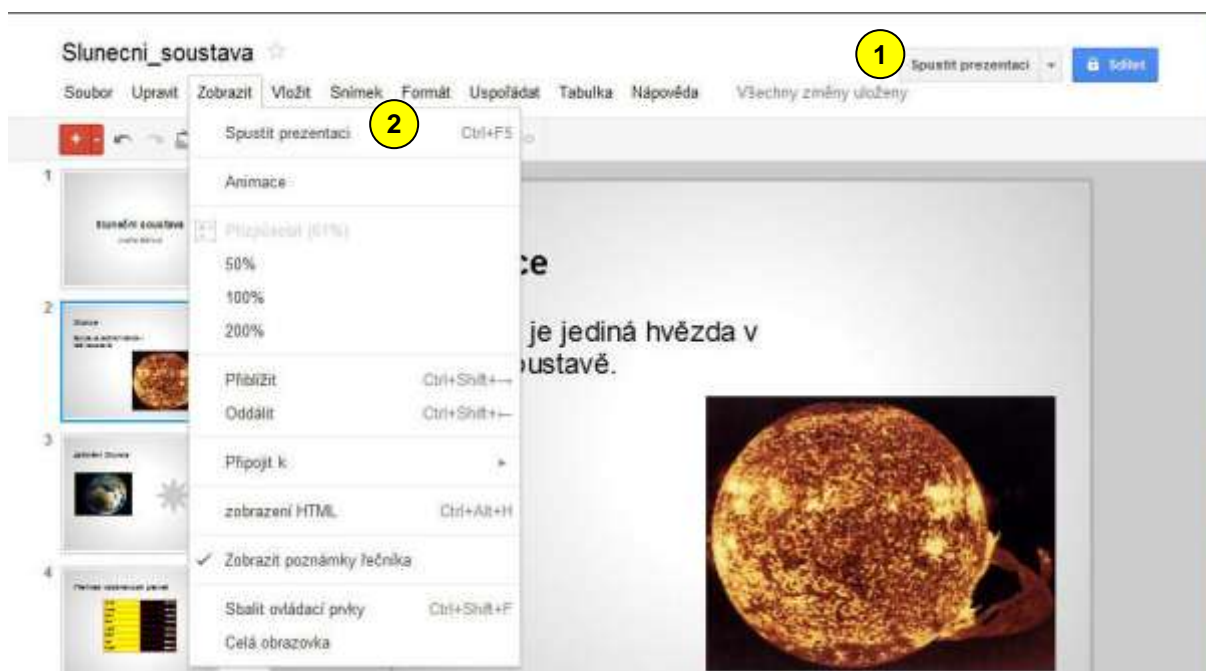 Slunecni_soustava
1
Spustit prezentaci
Sdílet
Soubor Upravit Zobrazit Vložit Snímek Formát Uspořádat Tabulka Nápověda Všechny změny uloženy
Spustit prezentaci 2 Ctrl+F5
Animace
Přizpůsobit (61%)
50%
100%
200%
Přiblížit Ctrl+Shift+
Oddálit Ctrl+Shift+
Připojit k
zobrazení HTML Ctrl+Alt+H
Zobrazit poznámky řečníka
Sbalit ovládací prvky Ctrl+Shift+F
Celá obrazovka
1
Sluneční soustava
2
Slunce
3
4
ce
je jediná hvězda v
oustavě.